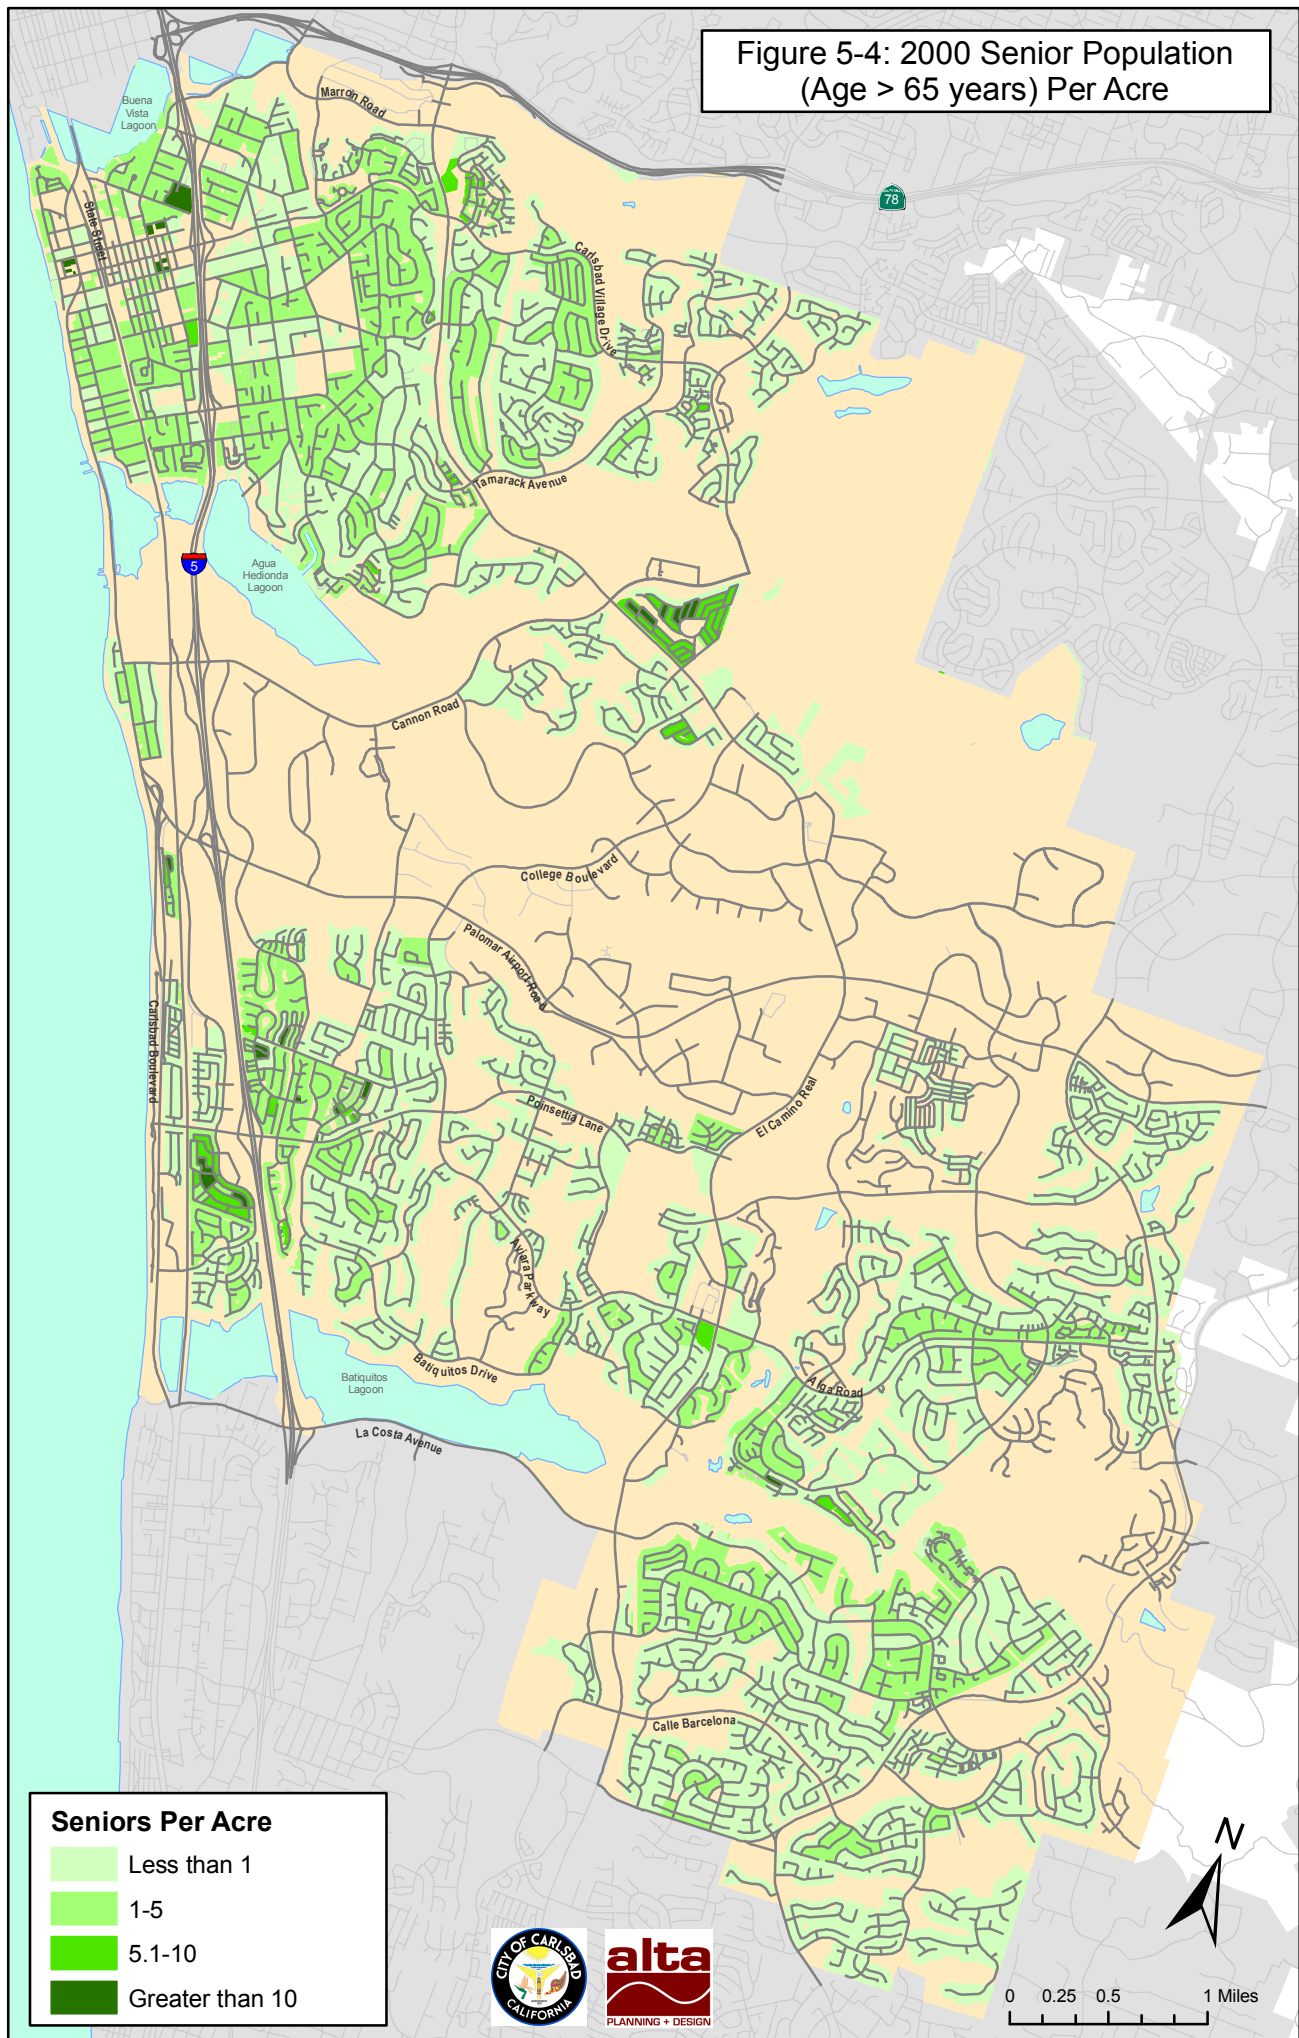 Figure 5-4: 2000 Senior Population
(Age > 65 years) Per Acre
Buena
Vista
Lagoon
Marron Road
78
State Street
Carlsbad Village Drive
Tamarack Avenue
5
Agua
Hedionda
Lagoon
Cannon Road
College Boulevard
Palomar Airport Road
Carlsbad Boulevard
Poinsettia Lane
El Camino Real
Aviara Parkway
Batiquitos Drive
Batiquitos
Lagoon
Alga Road
La Costa Avenue
Calle Barcelona
Seniors Per Acre
Less than 1
1-5
5.1-10
Greater than 10
N
CITY OF CARLSBAD
CALIFORNIA
alta
PLANNING + DESIGN
0 0.25 0.5 1 Miles